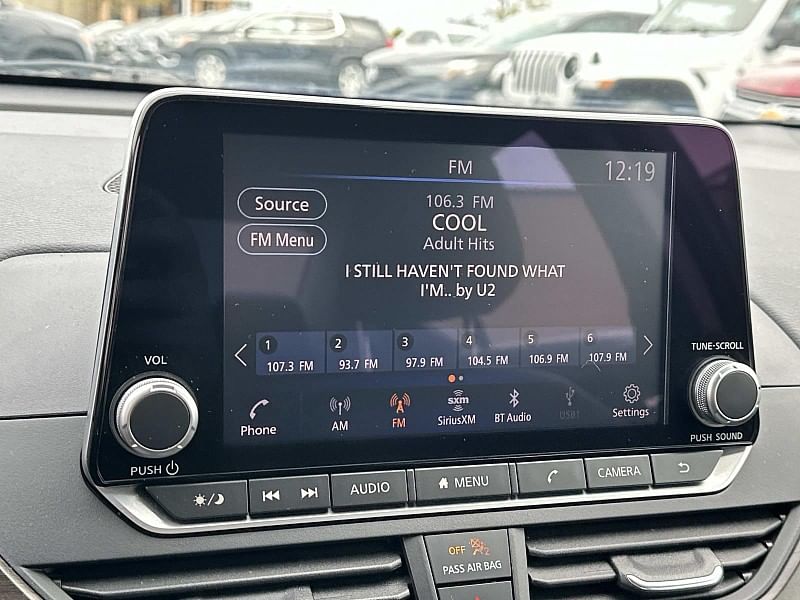 FM
12:19
Source
106.3 FM
COOL
FM Menu
Adult Hits
I STILL HAVEN'T FOUND WHAT
I'M.. by U2
1 2 3 4 5 6
107.3 FM 93.7 FM 97.9 FM 104.5 FM 106.9 FM 107.9 FM
VOL
TUNE·SCROLL
sxm
Phone AM FM SiriusXM BT Audio USB1 Settings
PUSH
PUSH SOUND
AUDIO MENU CAMERA
OFF 2
PASS AIR BAG